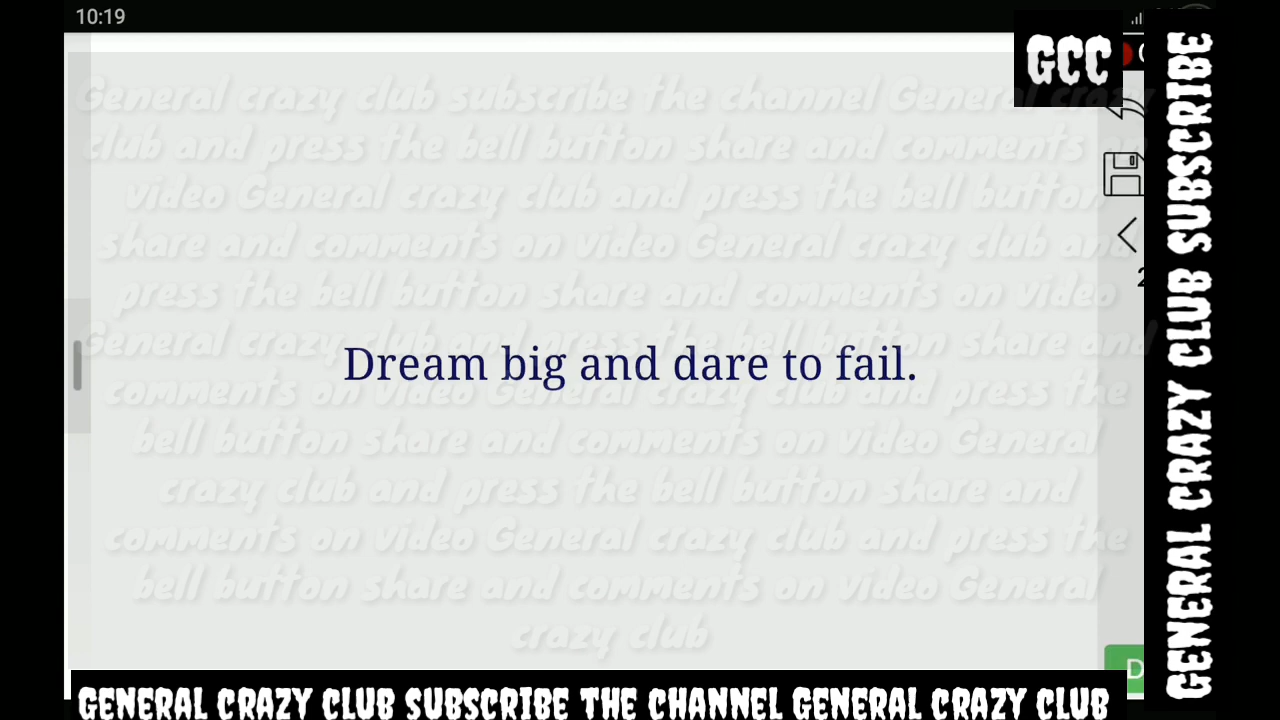 10:19
GCC
General crazy club subscribe the channel General crazy
club and press the bell button share and comments on
video General crazy club and press the bell button
share and comments on video General crazy club and
press the bell button share and comments on video
General crazy club and press the bell button share and
Dream big and dare to fail.
comments on video General crazy club and press the
bell button share and comments on video General
crazy club and press the bell button share and
comments on video General crazy club and press the
bell button share and comments on video General
crazy club
2
D
GENERAL CRAZY CLUB SUBSCRIBE THE CHANNEL GENERAL CRAZY CLUB
GENERAL CRAZY CLUB SUBSCRIBE